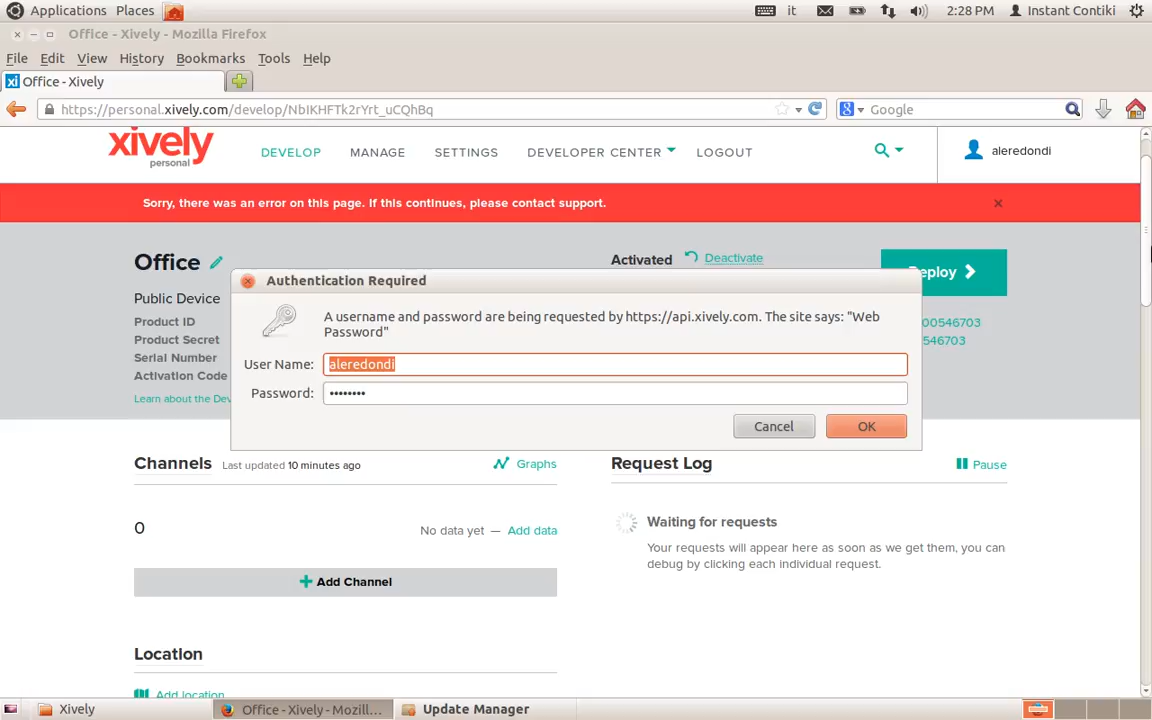 Applications Places
it
2:28 PM
Instant Contiki
Office - Xively - Mozilla Firefox
File Edit View History Bookmarks Tools Help
xi Office - Xively
https://personal.xively.com/develop/NbIKHFTk2rYrt_uCQhBq
Google
xively
personal
DEVELOP MANAGE SETTINGS DEVELOPER CENTER LOGOUT
aleredondi
Sorry, there was an error on this page. If this continues, please contact support.
Office
Activated Deactivate
Deploy
Public Device
Product ID
Product Secret
Serial Number
Activation Code
Learn about the Dev
00546703
546703
Authentication Required
A username and password are being requested by https://api.xively.com. The site says: "Web
Password"
User Name: aleredondi
Password: ••••••••
Cancel OK
Channels Last updated 10 minutes ago Graphs
0
No data yet — Add data
Add Channel
Location
Add location
Request Log Pause
Waiting for requests
Your requests will appear here as soon as we get them, you can
debug by clicking each individual request.
Xively
Office - Xively - Mozill...
Update Manager